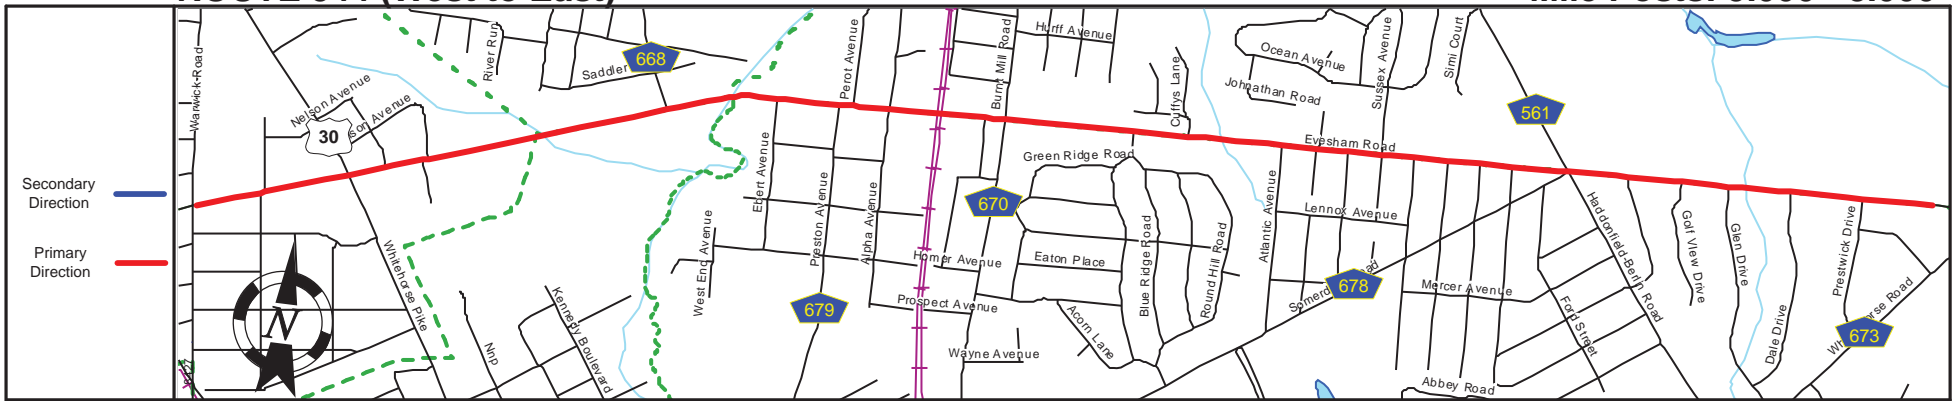 Secondary
Direction
Primary
Direction
Warwick Road
Nelson Avenue
30
River Run
Saddler
668
Perot Avenue
Burnt Mill Road
Hurff Avenue
Cuffys Lane
Ocean Avenue
Johnathan Road
Sussex Avenue
Simi Court
561
Evesham Road
Green Ridge Road
Ebert Avenue
Preston Avenue
Alpha Avenue
West End Avenue
670
Homer Avenue
Eaton Place
Prospect Avenue
Blue Ridge Road
Round Hill Road
Atlantic Avenue
Lennox Avenue
678
Mercer Avenue
Haddonfield-Berlin Road
Golf View Drive
Glen Drive
Prestwick Drive
Whitehorse Pike
Kennedy Boulevard
Nnp
679
Acorn Lane
Wayne Avenue
Ford Street
Dale Drive
673
Abbey Road
N